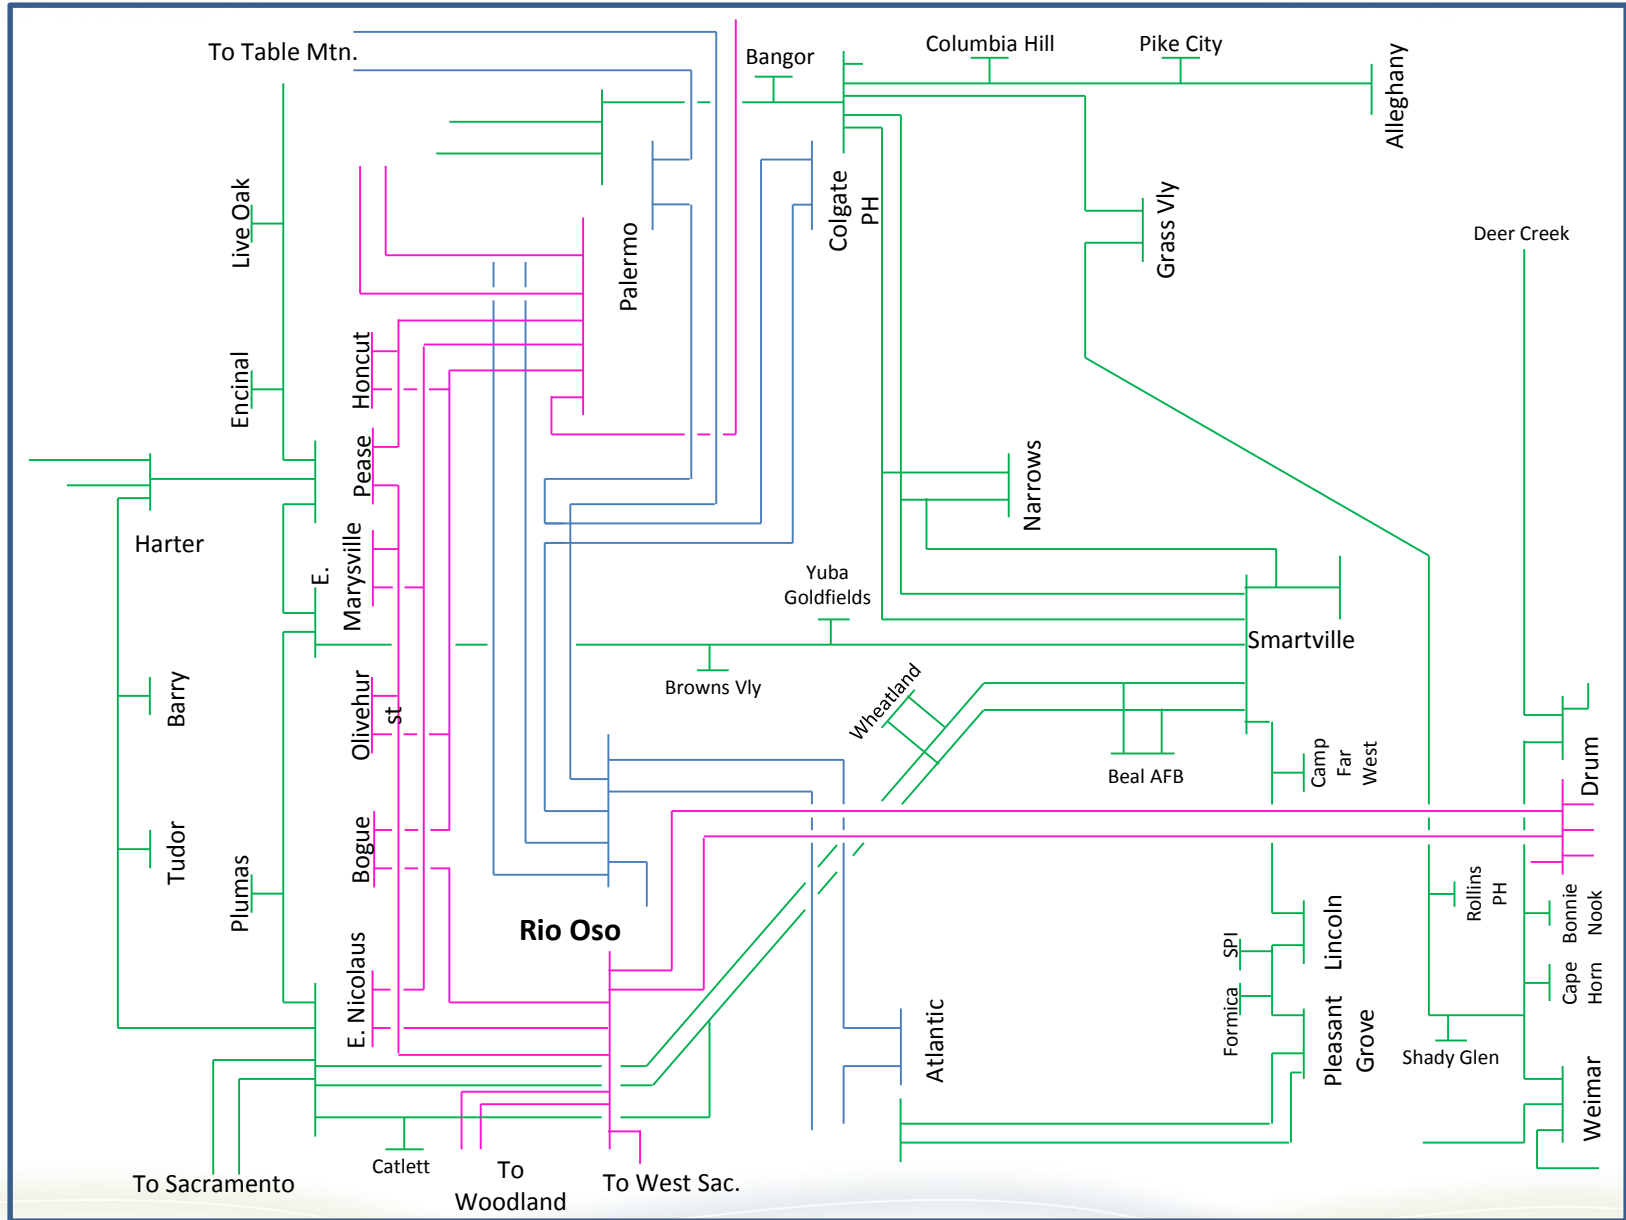 To Table Mtn.
Bangor
Columbia Hill
Pike City
Alleghany
Live Oak
Palermo
Colgate
PH
Grass Vly
Deer Creek
Encinal
Honcut
Pease
Narrows
Harter
E.
Marysville
Yuba
Goldfields
Smartville
Browns Vly
Barry
Olivehur
st
Wheatland
Beal AFB
Camp
Far
West
Drum
Tudor
Plumas
Bogue
Rollins
PH
Bonnie
Nook
Rio Oso
SPI
Lincoln
E. Nicolaus
Cape
Horn
Formica
Atlantic
Pleasant
Grove
Shady Glen
Weimar
Catlett
To Sacramento
To
Woodland
To West Sac.